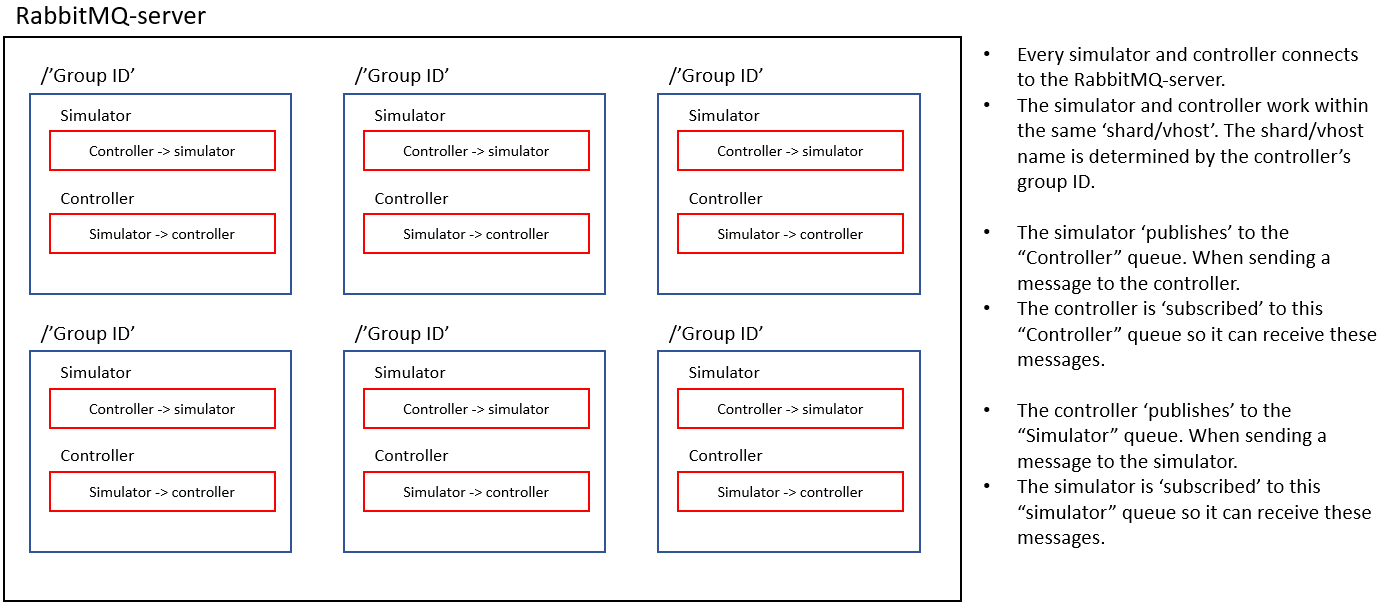 RabbitMQ-server
/’Group ID’
/’Group ID’
/’Group ID’
Simulator
Simulator
Simulator
Controller -> simulator
Controller -> simulator
Controller -> simulator
Controller
Controller
Controller
Simulator -> controller
Simulator -> controller
Simulator -> controller
/’Group ID’
/’Group ID’
/’Group ID’
Simulator
Simulator
Simulator
Controller -> simulator
Controller -> simulator
Controller -> simulator
Controller
Controller
Controller
Simulator -> controller
Simulator -> controller
Simulator -> controller
• Every simulator and controller connects
to the RabbitMQ-server.
• The simulator and controller work within
the same ‘shard/vhost’. The shard/vhost
name is determined by the controller’s
group ID.
• The simulator ‘publishes’ to the
“Controller” queue. When sending a
message to the controller.
• The controller is ‘subscribed’ to this
“Controller” queue so it can receive these
messages.
• The controller ‘publishes’ to the
“Simulator” queue. When sending a
message to the simulator.
• The simulator is ‘subscribed’ to this
“simulator” queue so it can receive these
messages.